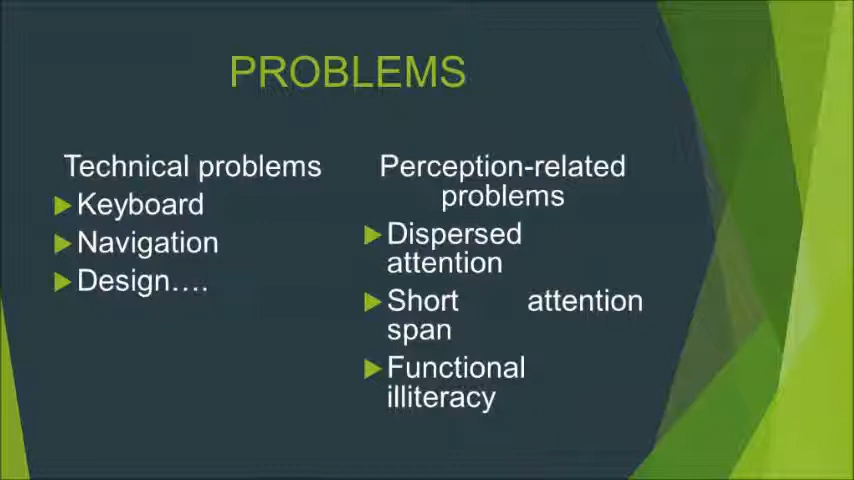 PROBLEMS
Technical problems
Keyboard
Navigation
Design….
Perception-related
problems
Dispersed
attention
Short attention
span
Functional
illiteracy